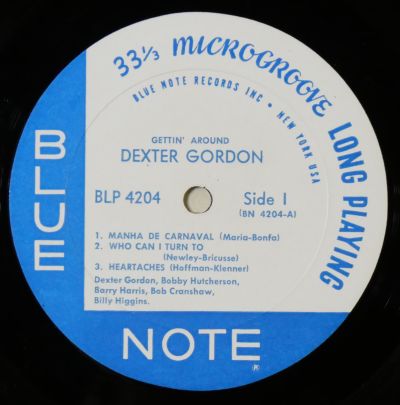 33⅓ MICROGROOVE LONG PLAYING
BLUE NOTE RECORDS INC • NEW YORK USA
GETTIN' AROUND
DEXTER GORDON
BLP 4204
Side 1
(BN 4204-A)
1. MANHA DE CARNAVAL (Maria-Bonfa)
2. WHO CAN I TURN TO
(Newley-Bricusse)
3. HEARTACHES (Hoffman-Klenner)
Dexter Gordon, Bobby Hutcherson,
Barry Harris, Bob Cranshaw,
Billy Higgins.
BLUE
NOTE